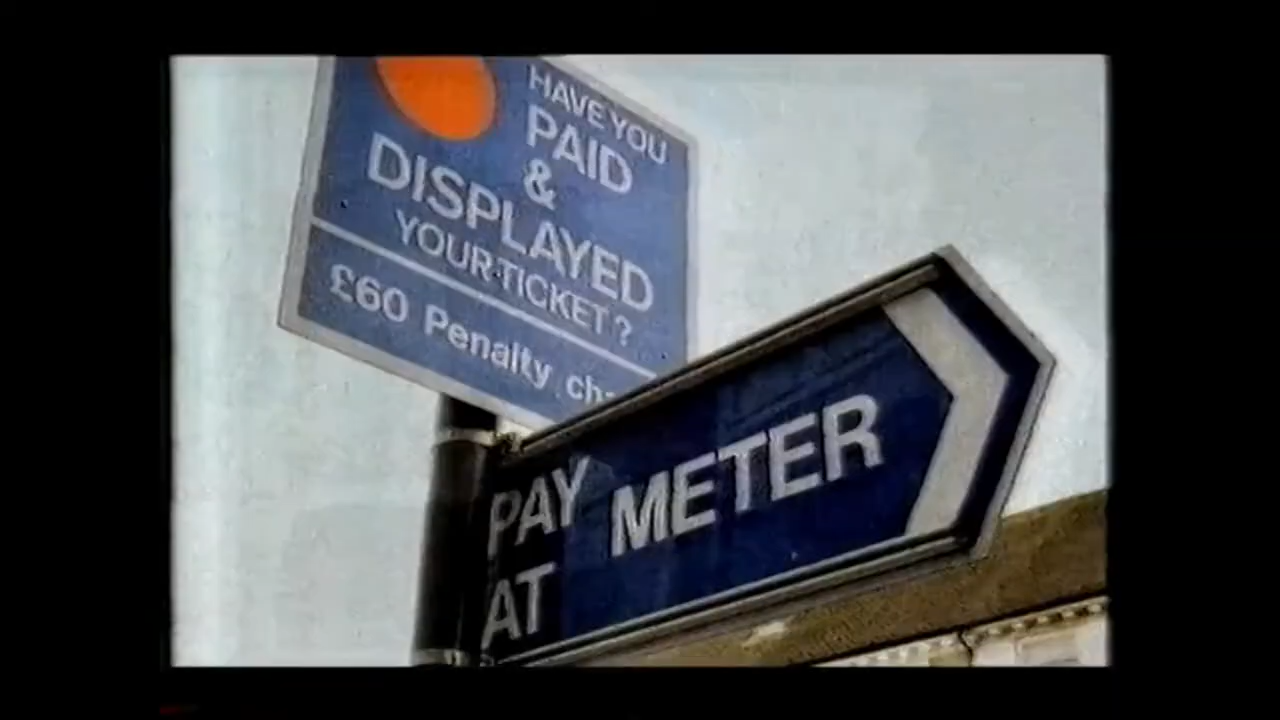 HAVE YOU
PAID
&
DISPLAYED
YOUR TICKET?
£60 Penalty
PAY
AT
METER